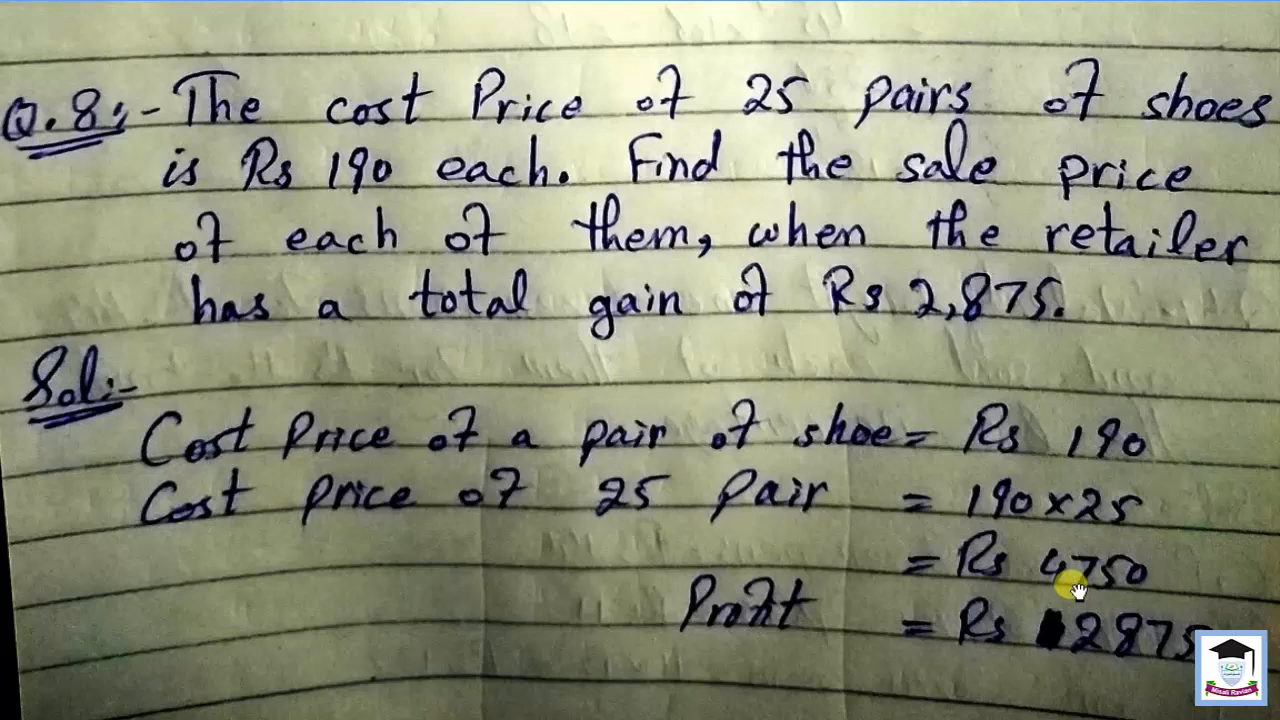 Q.8:- The cost Price of 25 pairs of shoes
is Rs 190 each. Find the sale price
of each of them, when the retailer
has a total gain of Rs 2,875.
Sol:-
Cost Price of a pair of shoe = Rs 190
Cost price of 25 pair = 190×25
= Rs 4750
Profit = Rs 2875
Misali Ravian